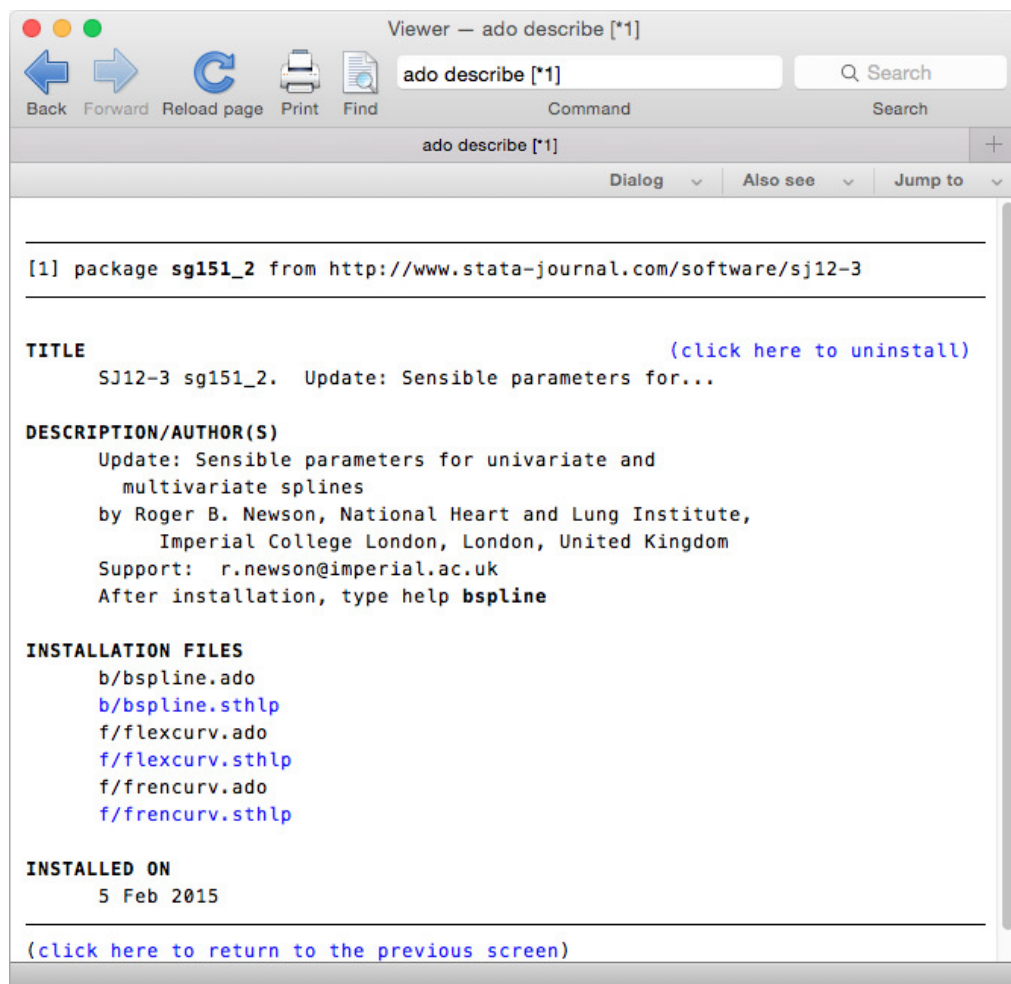 Viewer — ado describe [*1]
ado describe [*1]
Search
Back Forward Reload page Print Find Command Search
ado describe [*1] +
Dialog Also see Jump to
[1] package sg151_2 from http://www.stata-journal.com/software/sj12-3
TITLE (click here to uninstall)
SJ12-3 sg151_2. Update: Sensible parameters for...
DESCRIPTION/AUTHOR(S)
Update: Sensible parameters for univariate and
multivariate splines
by Roger B. Newson, National Heart and Lung Institute,
Imperial College London, London, United Kingdom
Support: r.newson@imperial.ac.uk
After installation, type help bspline
INSTALLATION FILES
b/bspline.ado
b/bspline.sthlp
f/flexcurv.ado
f/flexcurv.sthlp
f/frencurv.ado
f/frencurv.sthlp
INSTALLED ON
5 Feb 2015
(click here to return to the previous screen)